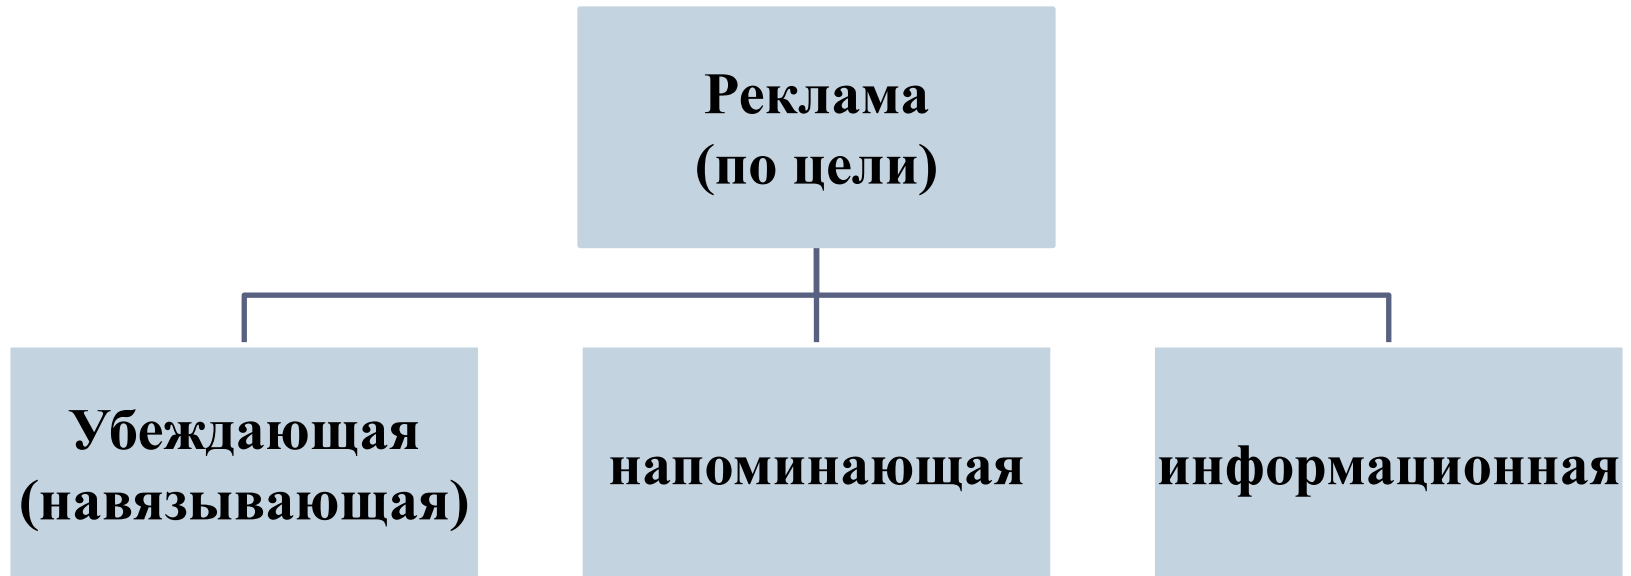 Реклама
(по цели)
Убеждающая
(навязывающая)
напоминающая
информационная